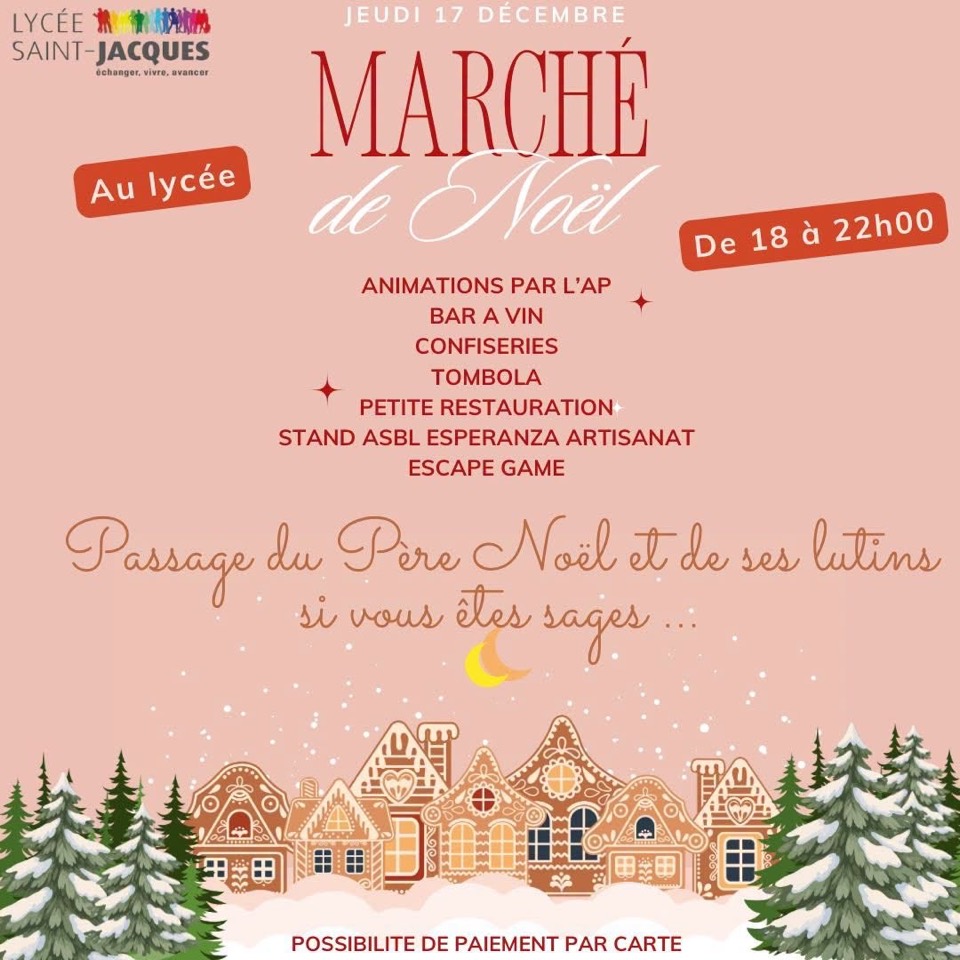 LYCÉE
SAINT-JACQUES
échanger, vivre, avancer
JEUDI 17 DÉCEMBRE
MARCHÉ
de Noël
Au lycée
De 18 à 22h00
ANIMATIONS PAR L'AP
BAR A VIN
CONFISERIES
TOMBOLA
PETITE RESTAURATION
STAND ASBL ESPERANZA ARTISANAT
ESCAPE GAME
Passage du Père Noël et de ses lutins
si vous êtes sages ...
POSSIBILITE DE PAIEMENT PAR CARTE